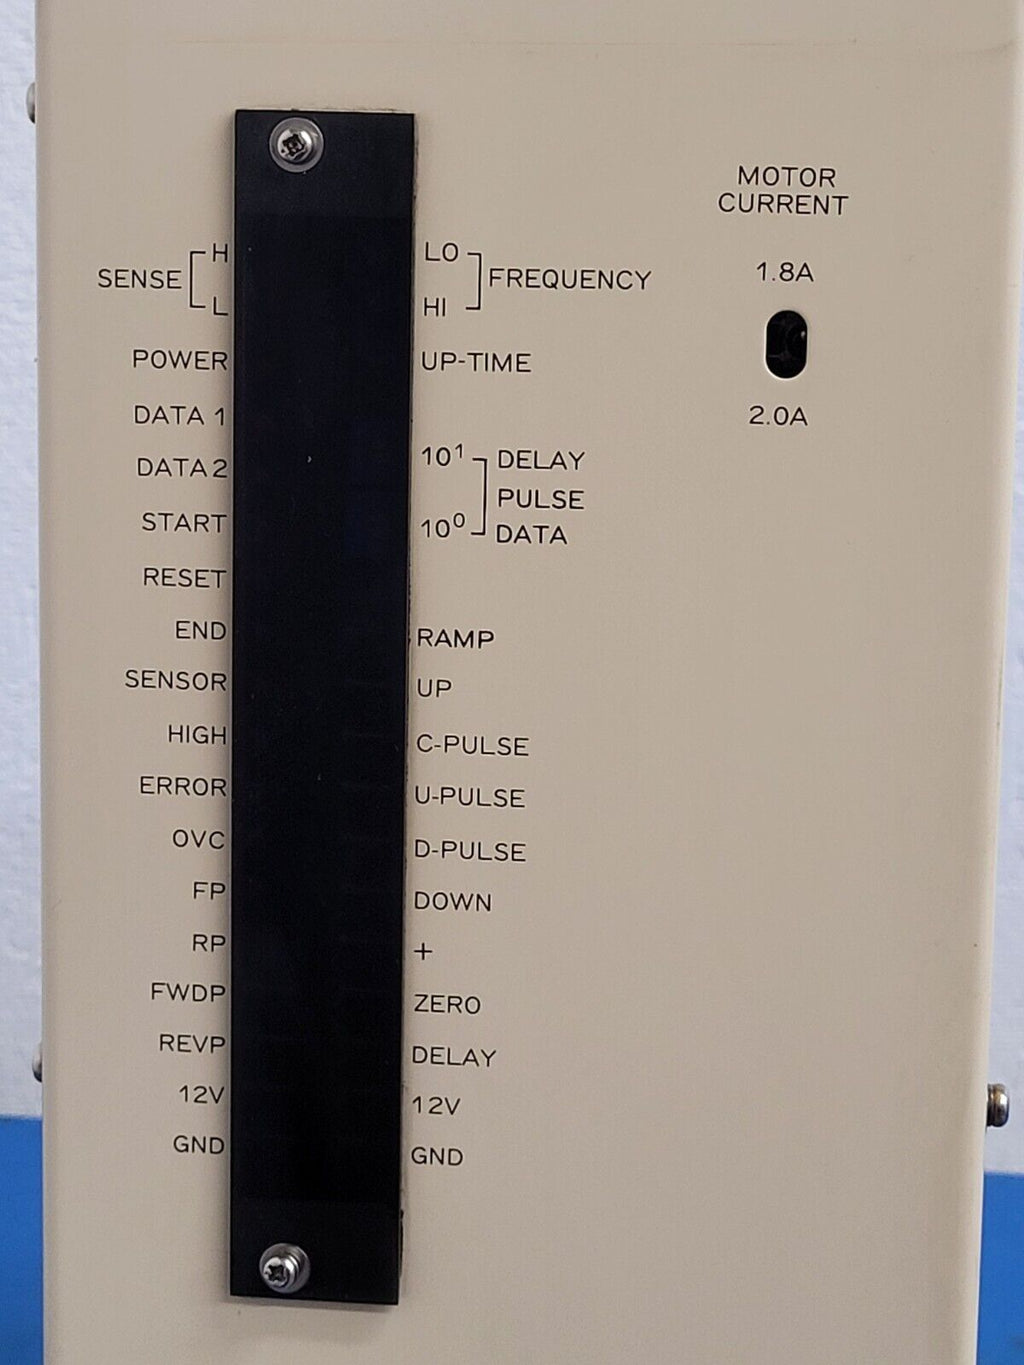 MOTOR
CURRENT
1.8A
2.0A
SENSE
H
L
POWER
DATA 1
DATA 2
START
RESET
END
SENSOR
HIGH
ERROR
OVC
FP
RP
FWDP
REVP
12V
GND
LO
HI
FREQUENCY
UP-TIME
10¹
10⁰
DELAY
PULSE
DATA
RAMP
UP
C-PULSE
U-PULSE
D-PULSE
DOWN
+
ZERO
DELAY
12V
GND